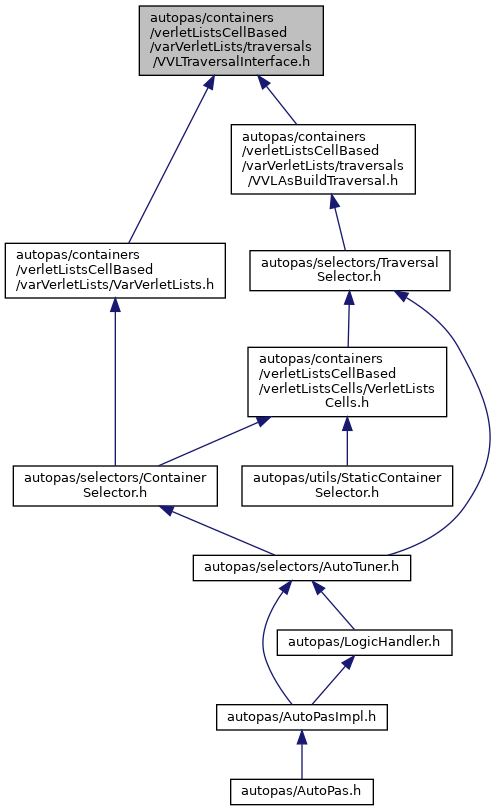 autopas/containers
/verletListsCellBased
/varVerletLists/traversals
/VVLTraversalInterface.h
autopas/containers
/verletListsCellBased
/varVerletLists/traversals
/VVLAsBuildTraversal.h
autopas/containers
/verletListsCellBased
/varVerletLists/VarVerletLists.h
autopas/selectors/Traversal
Selector.h
autopas/containers
/verletListsCellBased
/verletListsCells/VerletLists
Cells.h
autopas/selectors/Container
Selector.h
autopas/utils/StaticContainer
Selector.h
autopas/selectors/AutoTuner.h
autopas/LogicHandler.h
autopas/AutoPasImpl.h
autopas/AutoPas.h